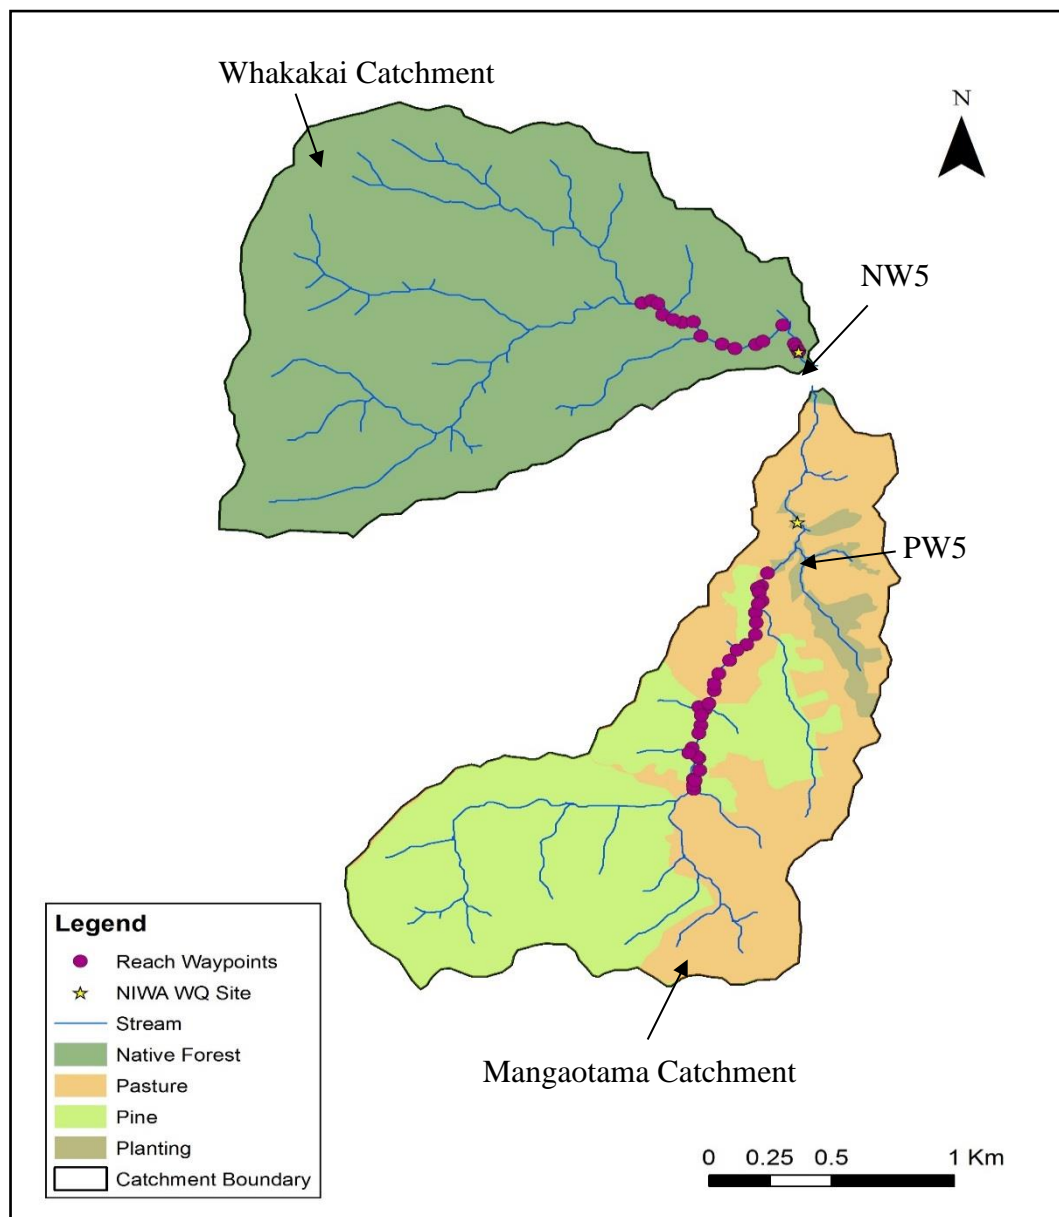 Whakakai Catchment
N
NW5
PW5
Legend
Reach Waypoints
NIWA WQ Site
Stream
Native Forest
Pasture
Pine
Planting
Catchment Boundary
Mangaotama Catchment
0 0.25 0.5 1 Km